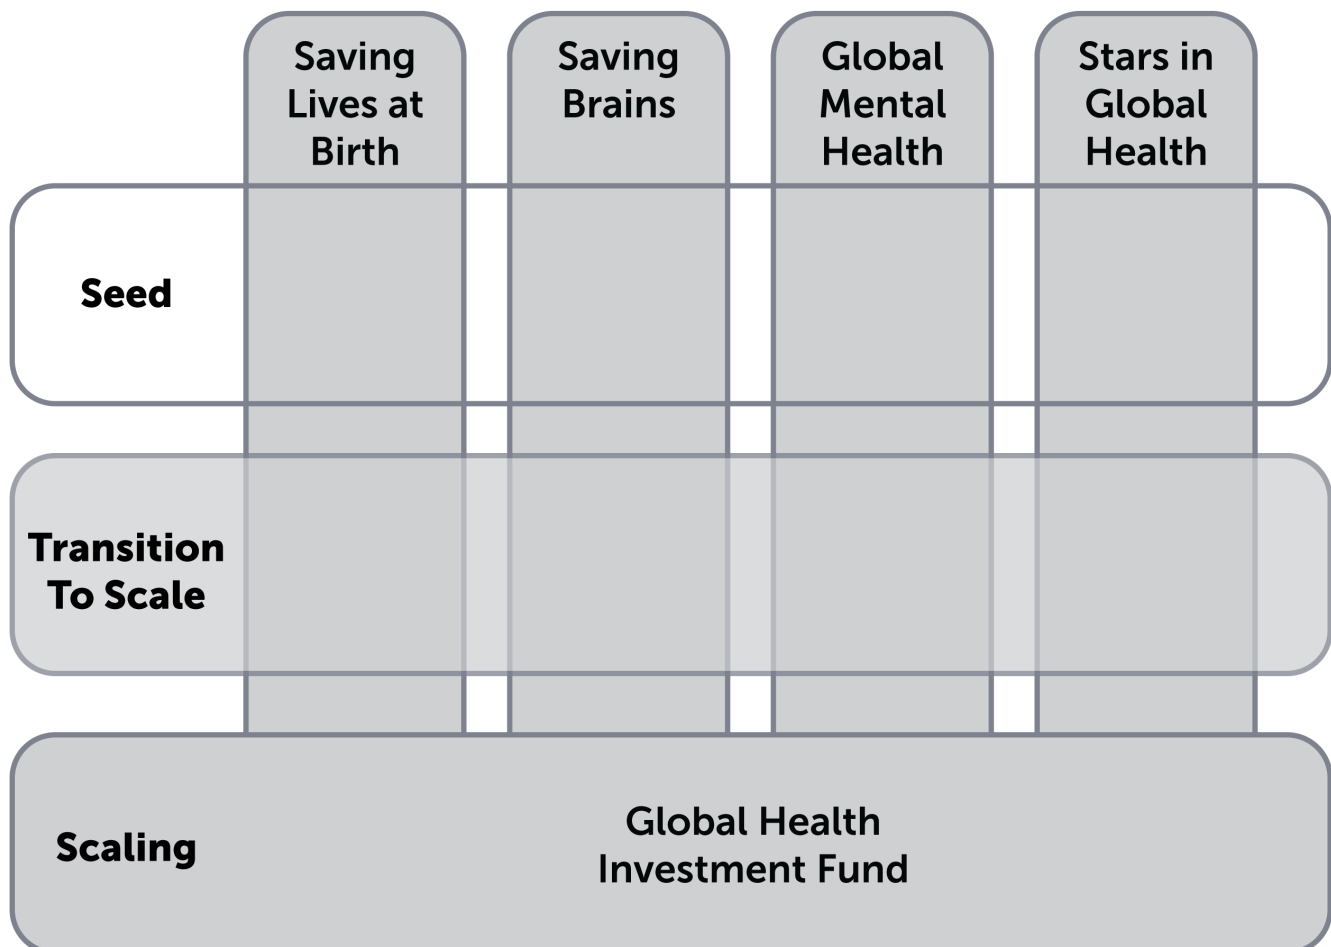 Saving
Lives at
Birth
Saving
Brains
Global
Mental
Health
Stars in
Global
Health
Seed
Transition
To Scale
Scaling
Global Health
Investment Fund